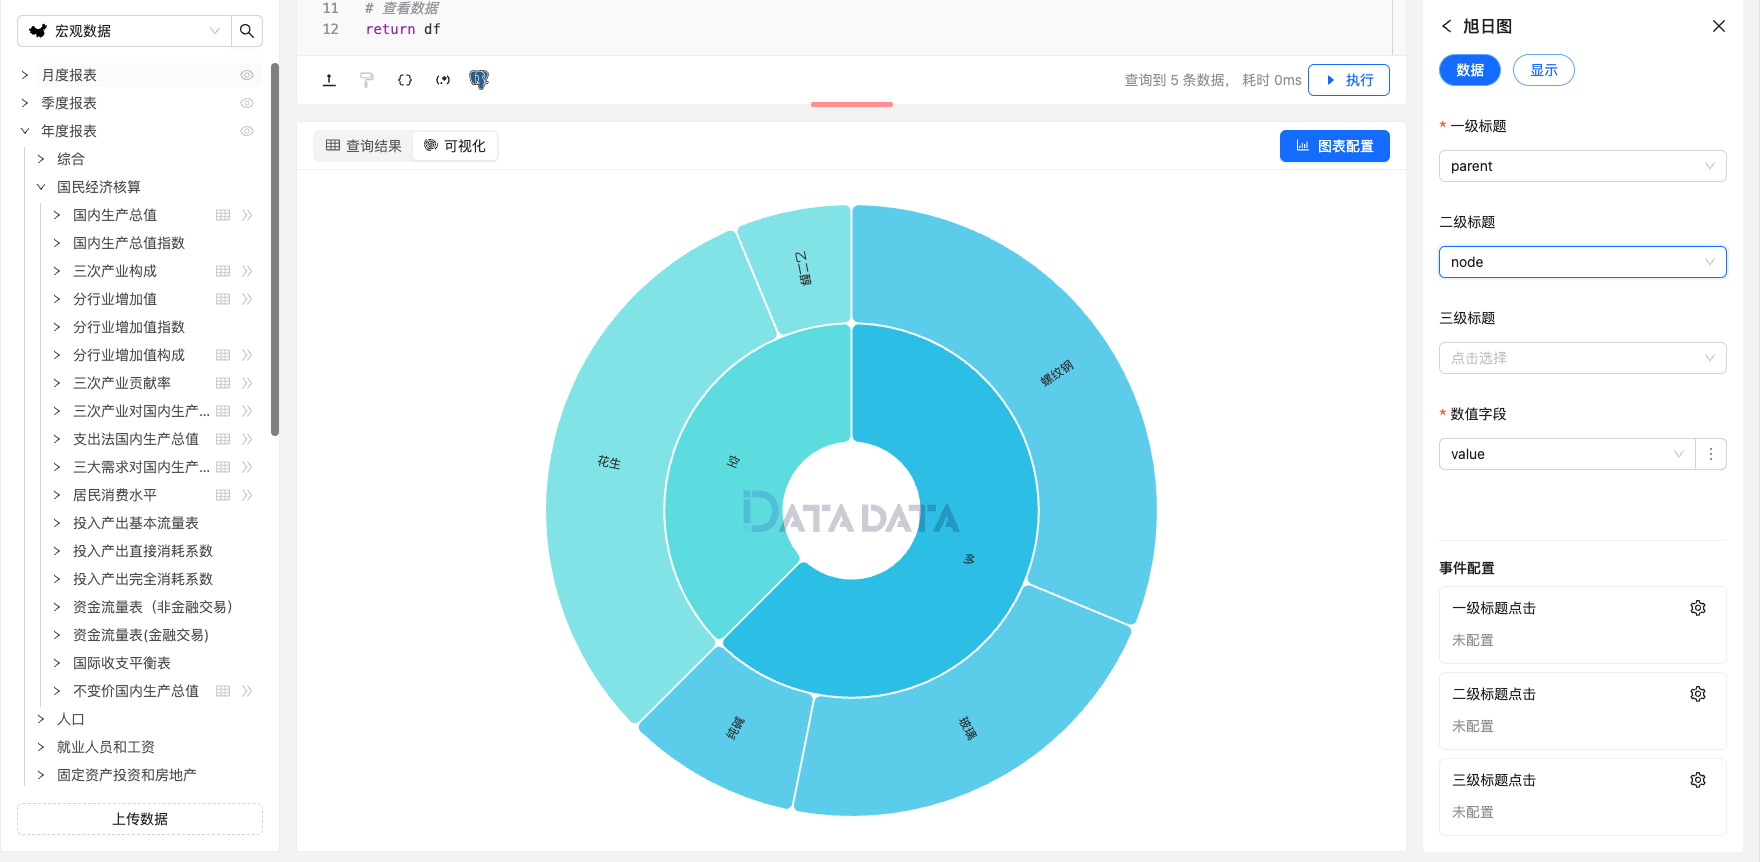 宏观数据
月度报表
季度报表
年度报表
综合
国民经济核算
国内生产总值
国内生产总值指数
三次产业构成
分行业增加值
分行业增加值指数
分行业增加值构成
三次产业贡献率
三次产业对国内生产...
支出法国内生产总值
三大需求对国内生产...
居民消费水平
投入产出基本流量表
投入产出直接消耗系数
投入产出完全消耗系数
资金流量表（非金融交易）
资金流量表(金融交易)
国际收支平衡表
不变价国内生产总值
人口
就业人员和工资
固定资产投资和房地产
上传数据
11 # 查看数据
12 return df
{} (.*)
查询到 5 条数据， 耗时 0ms
执行
查询结果
可视化
图表配置
乙二醇
螺纹钢
花生
空
多
纯碱
玻璃
DATA DATA
旭日图
数据
显示
* 一级标题
parent
二级标题
node
三级标题
点击选择
* 数值字段
value
事件配置
一级标题点击
未配置
二级标题点击
未配置
三级标题点击
未配置